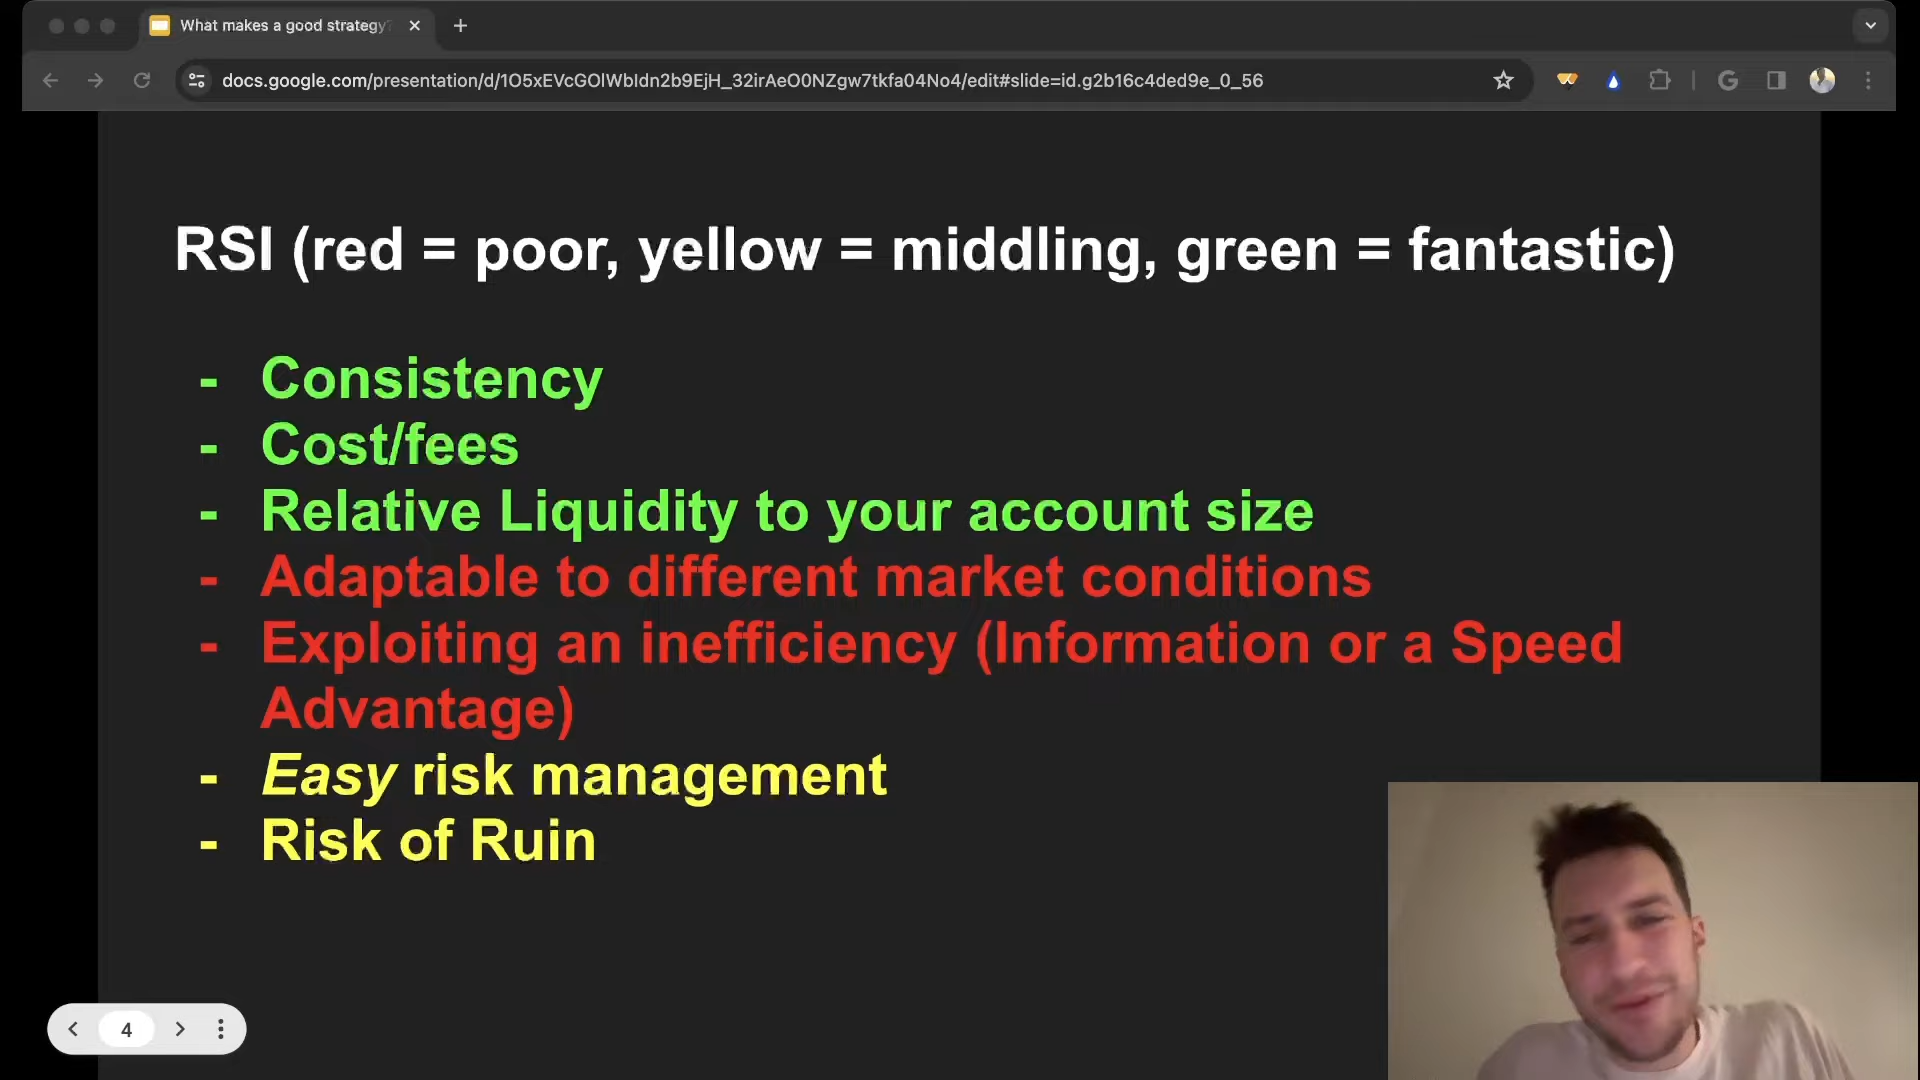 What makes a good strategy?
docs.google.com/presentation/d/1O5xEVcGOlWbIdn2b9EjH_32irAeO0NZgw7tkfa04No4/edit#slide=id.g2b16c4ded9e_0_56
RSI (red = poor, yellow = middling, green = fantastic)
- Consistency
- Cost/fees
- Relative Liquidity to your account size
- Adaptable to different market conditions
- Exploiting an inefficiency (Information or a Speed
Advantage)
- Easy risk management
- Risk of Ruin
4